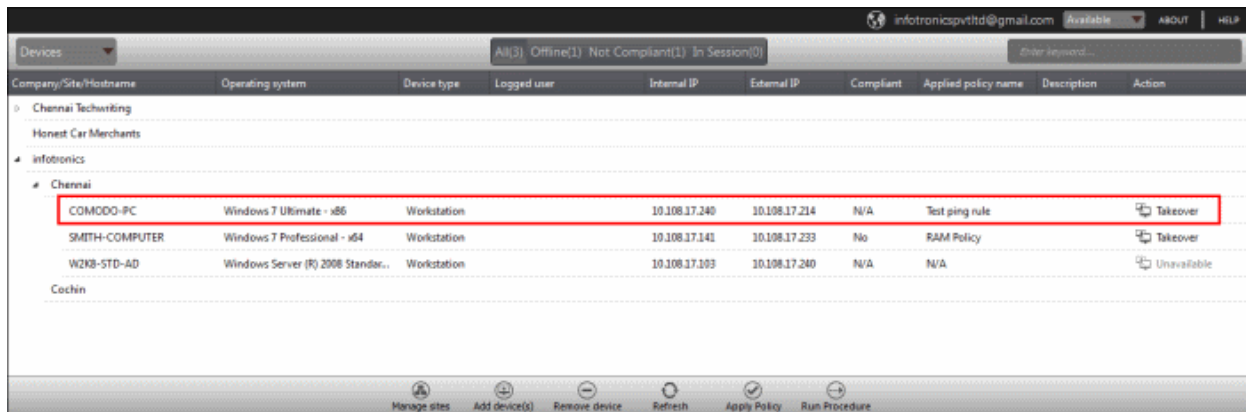 infotronicspvtltd@gmail.com Available ABOUT HELP
Devices All(3) Offline(1) Not Compliant(1) In Session(0) Enter keyword...
Company/Site/Hostname Operating system Device type Logged user Internal IP External IP Compliant Applied policy name Description Action
Chennai Techwriting
Honest Car Merchants
infotronics
Chennai
COMODO-PC Windows 7 Ultimate - x86 Workstation 10.108.17.240 10.108.17.214 N/A Test ping rule Takeover
SMITH-COMPUTER Windows 7 Professional - x64 Workstation 10.108.17.141 10.108.17.233 No RAM Policy Takeover
W2K8-STD-AD Windows Server (R) 2008 Standar... Workstation 10.108.17.103 10.108.17.240 N/A N/A Unavailable
Cochin
Manage sites Add device(s) Remove device Refresh Apply Policy Run Procedure